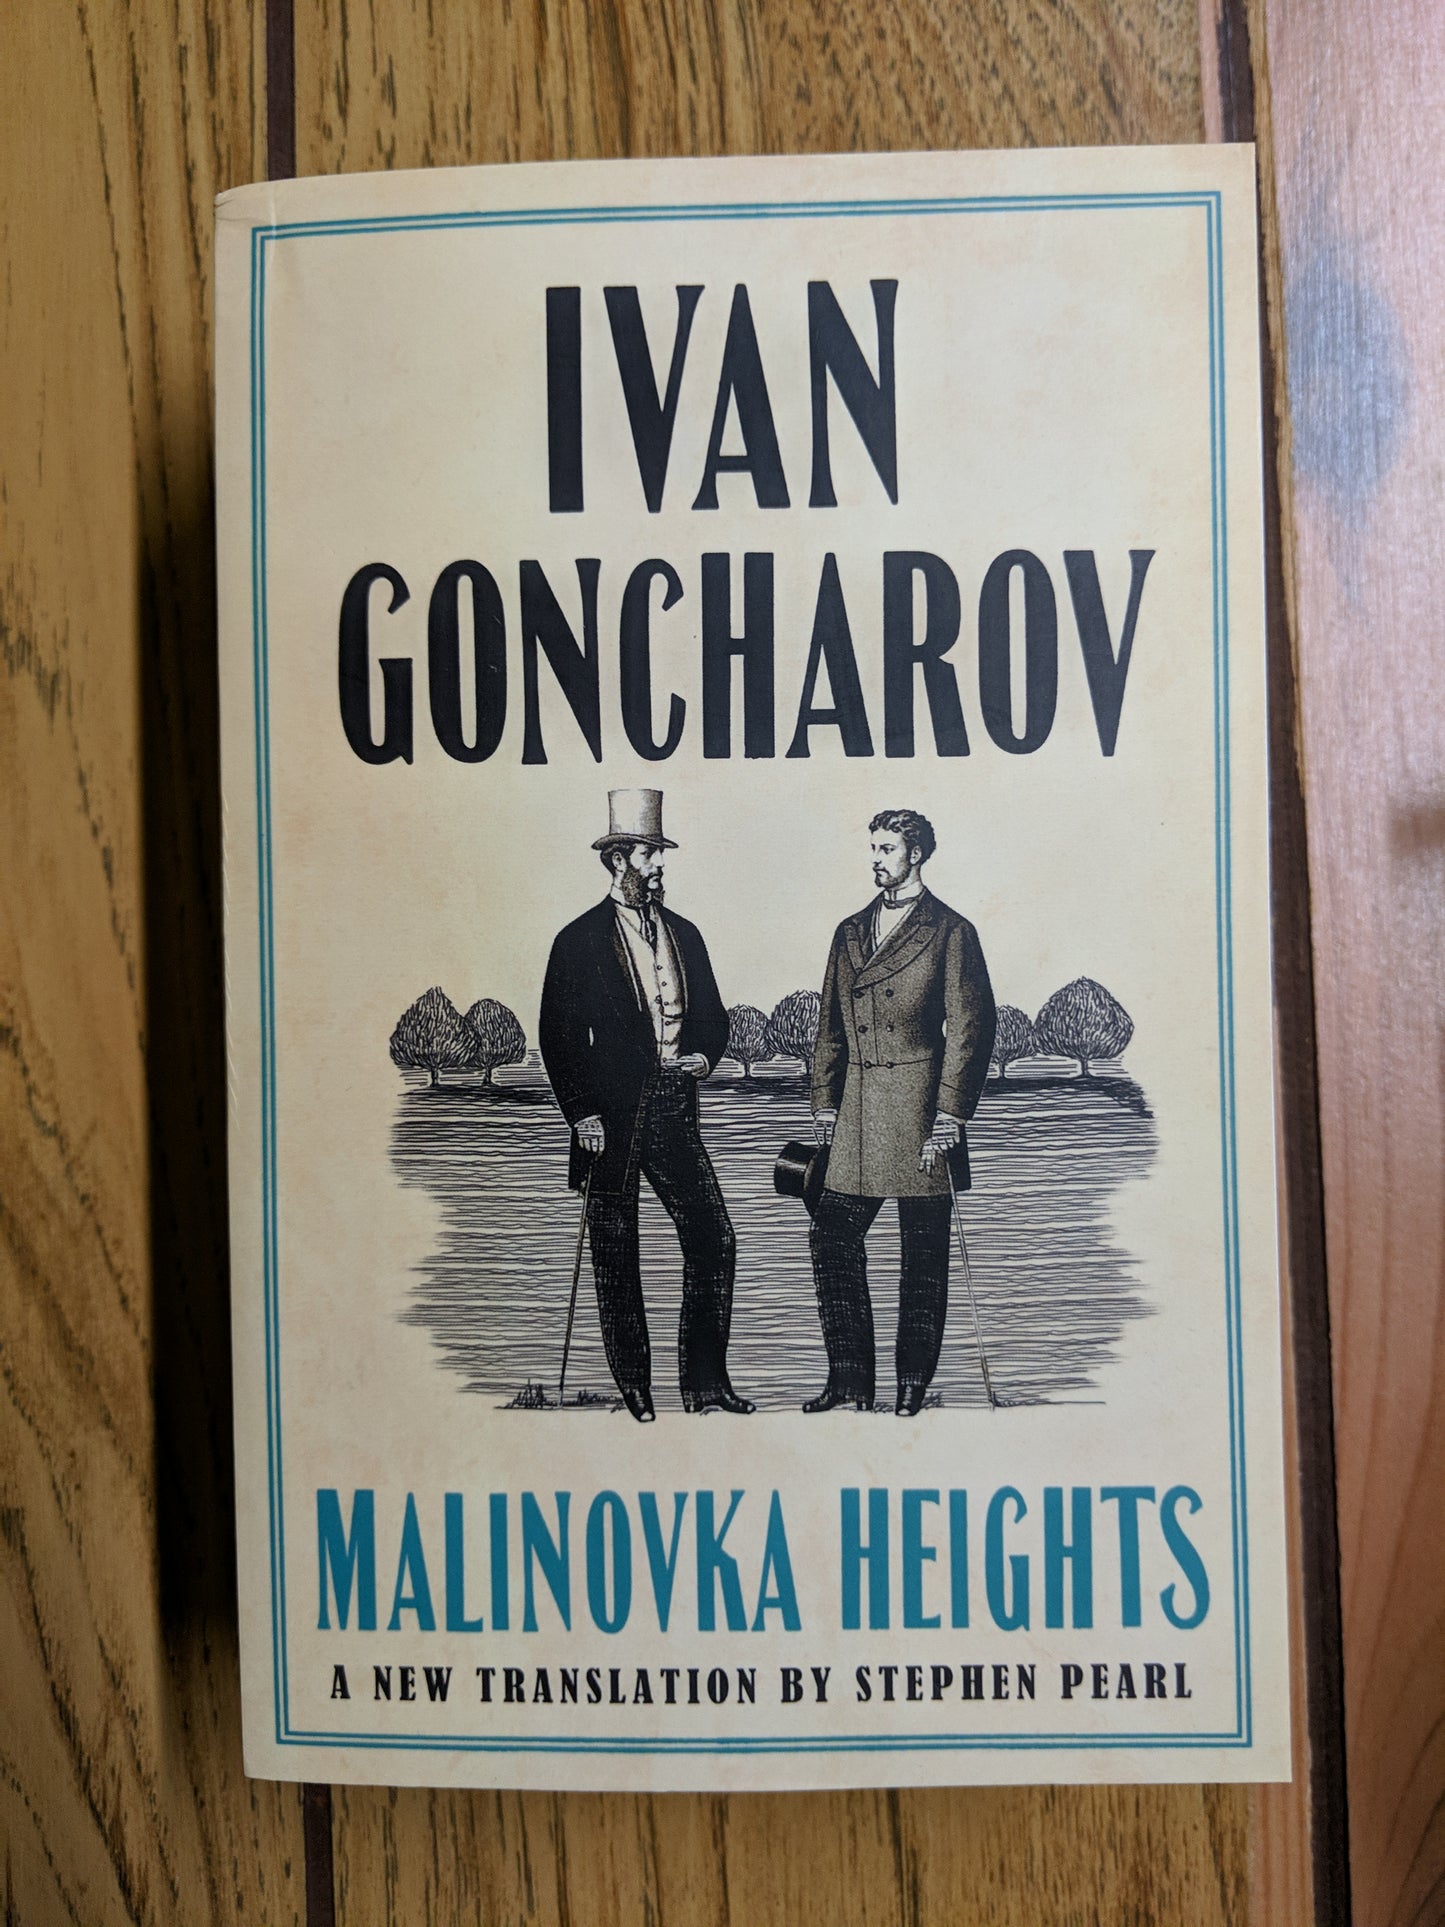 IVAN
GONCHAROV
MALINOVKA HEIGHTS
A NEW TRANSLATION BY STEPHEN PEARL